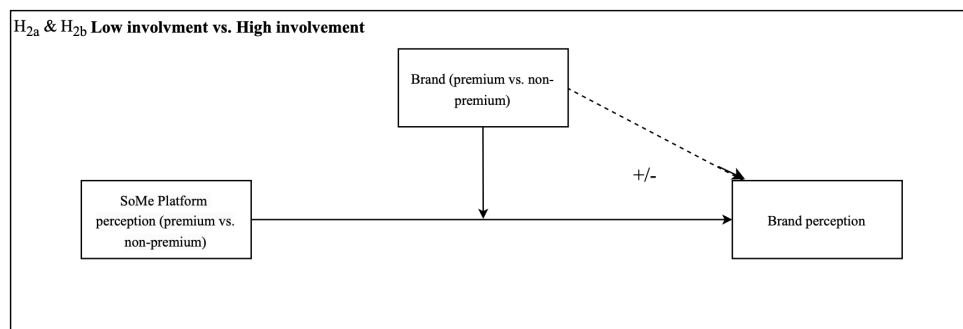 H2a & H2b Low involvment vs. High involvement
Brand (premium vs. non-
premium)
+/-
SoMe Platform
perception (premium vs.
non-premium)
Brand perception